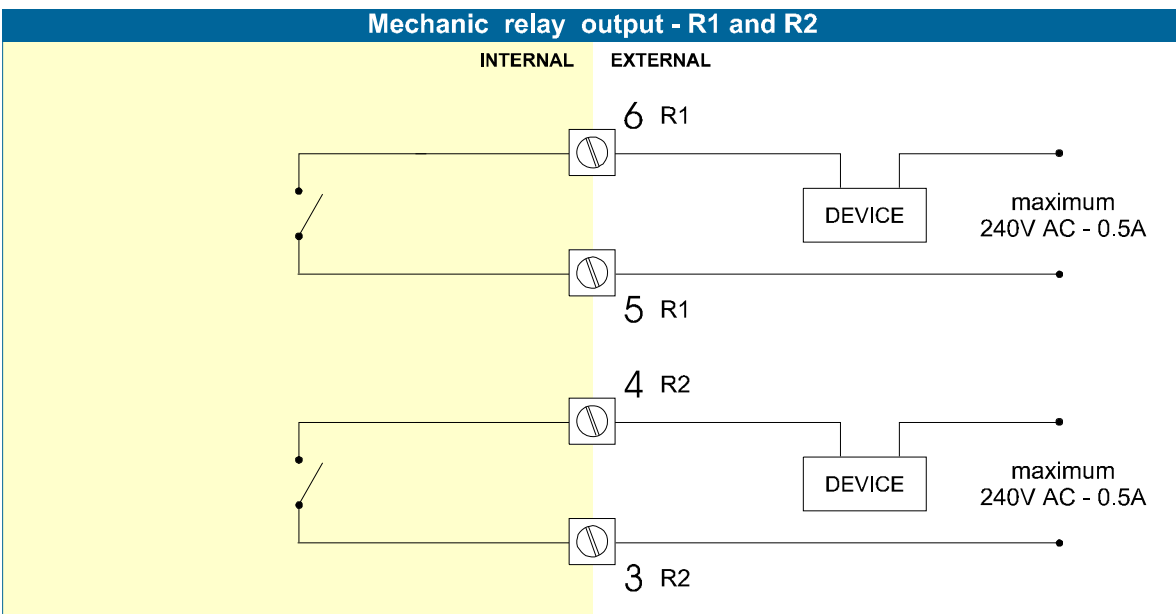 Mechanic relay output - R1 and R2
INTERNAL EXTERNAL
6 R1
DEVICE
maximum
240V AC - 0.5A
5 R1
4 R2
DEVICE
maximum
240V AC - 0.5A
3 R2